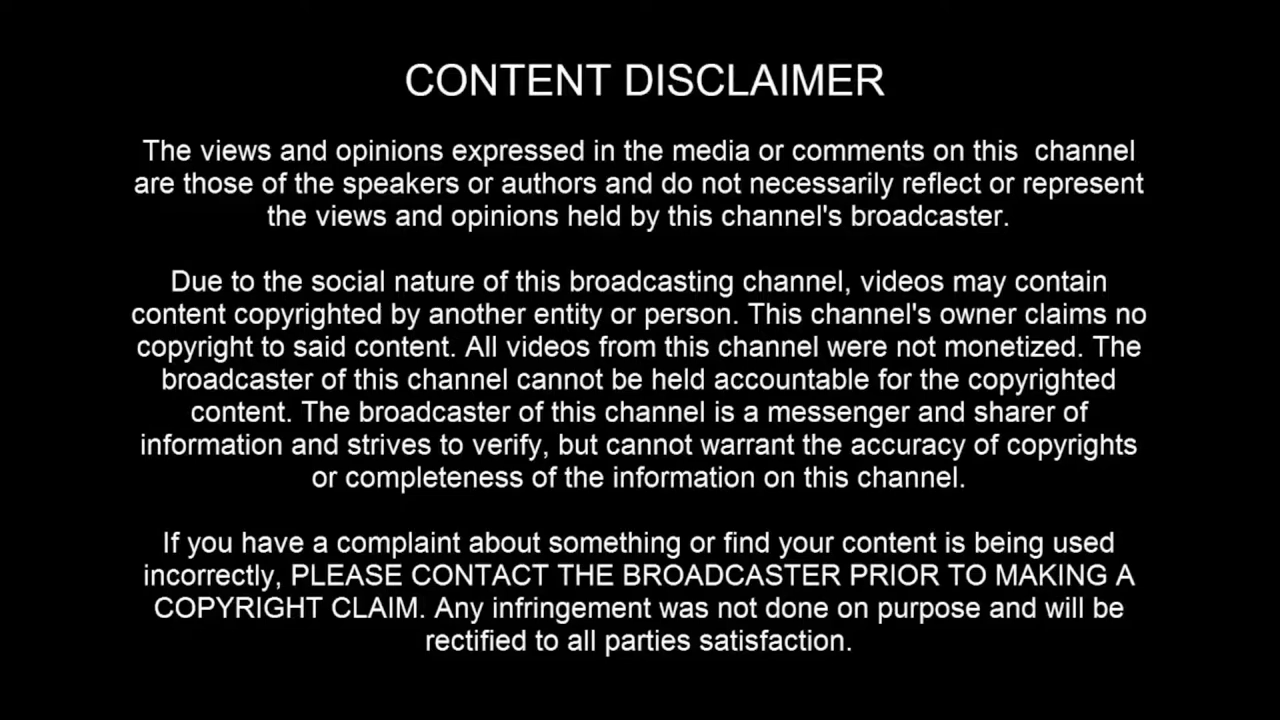 CONTENT DISCLAIMER
The views and opinions expressed in the media or comments on this  channel
are those of the speakers or authors and do not necessarily reflect or represent
the views and opinions held by this channel's broadcaster.
Due to the social nature of this broadcasting channel, videos may contain
content copyrighted by another entity or person. This channel's owner claims no
copyright to said content. All videos from this channel were not monetized. The
broadcaster of this channel cannot be held accountable for the copyrighted
content. The broadcaster of this channel is a messenger and sharer of
information and strives to verify, but cannot warrant the accuracy of copyrights
or completeness of the information on this channel.
If you have a complaint about something or find your content is being used
incorrectly, PLEASE CONTACT THE BROADCASTER PRIOR TO MAKING A
COPYRIGHT CLAIM. Any infringement was not done on purpose and will be
rectified to all parties satisfaction.